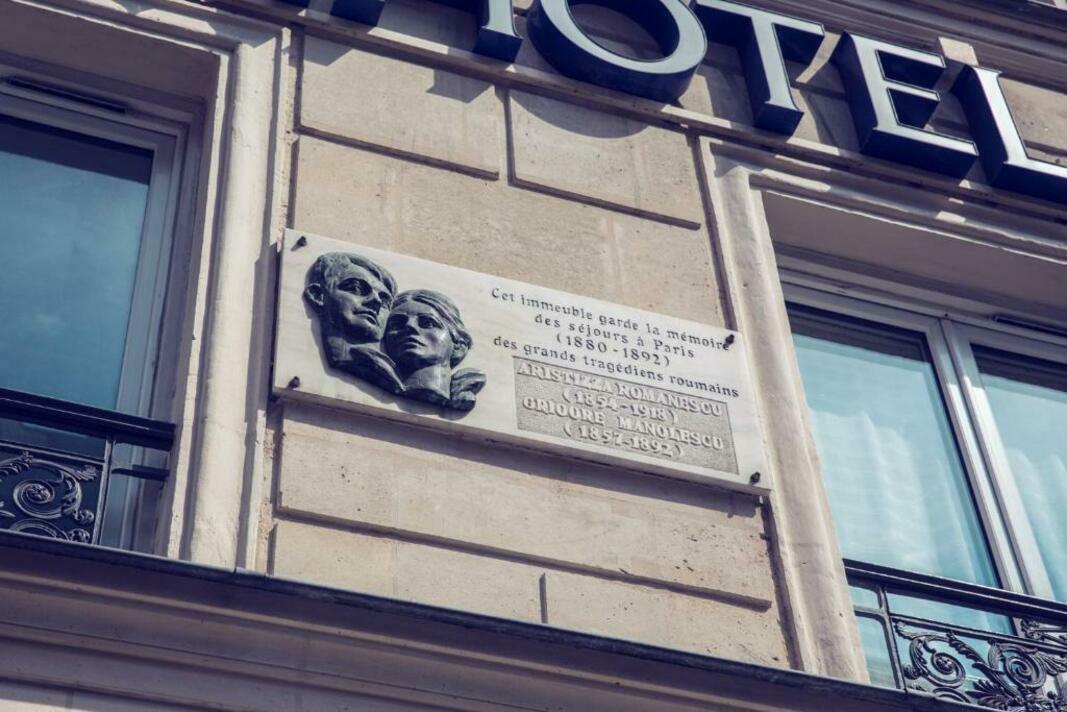 HOTEL
Cet immeuble garde la mémoire
des séjours à Paris
(1880-1892)
des grands tragédiens roumains
ARISTIZZA ROMANESCU
(1854-1918)
GRIGORE MANOLESCU
(1857-1892)